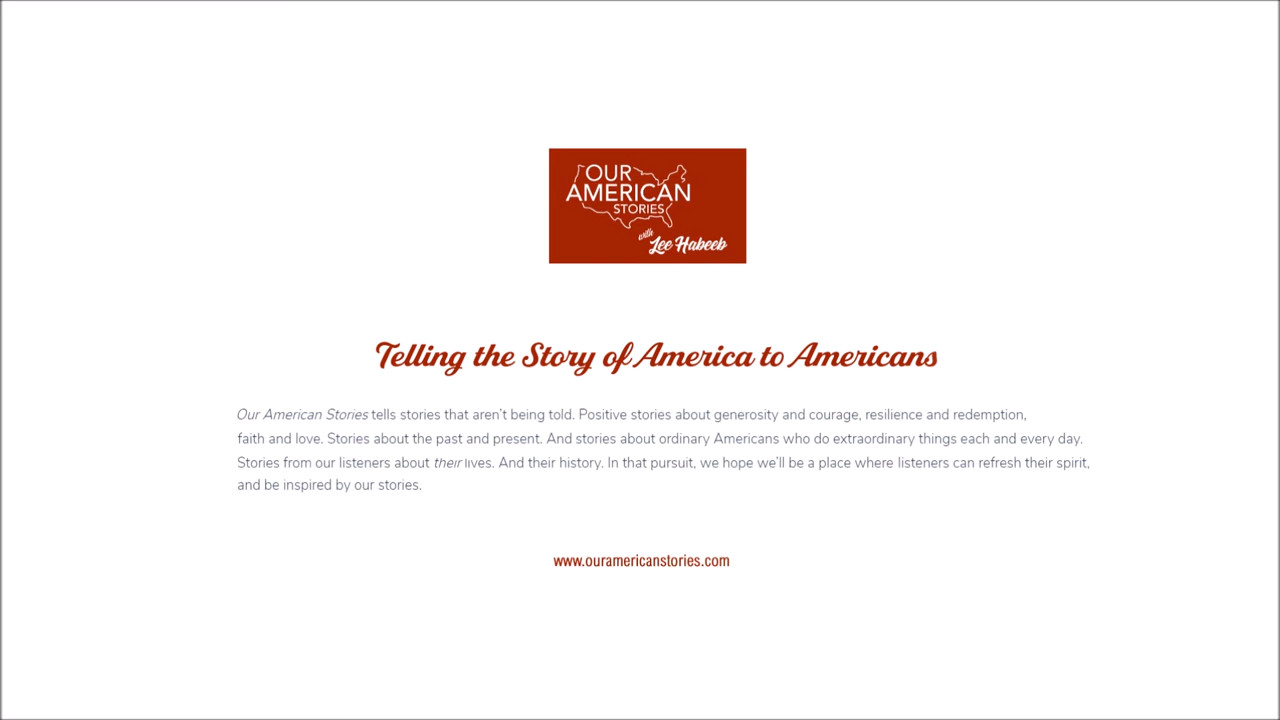 OUR
AMERICAN
STORIES
with
Lee Habeeb
Telling the Story of America to Americans
Our American Stories tells stories that aren't being told. Positive stories about generosity and courage, resilience and redemption,
faith and love. Stories about the past and present. And stories about ordinary Americans who do extraordinary things each and every day.
Stories from our listeners about their lives. And their history. In that pursuit, we hope we'll be a place where listeners can refresh their spirit,
and be inspired by our stories.
www.ouramericanstories.com